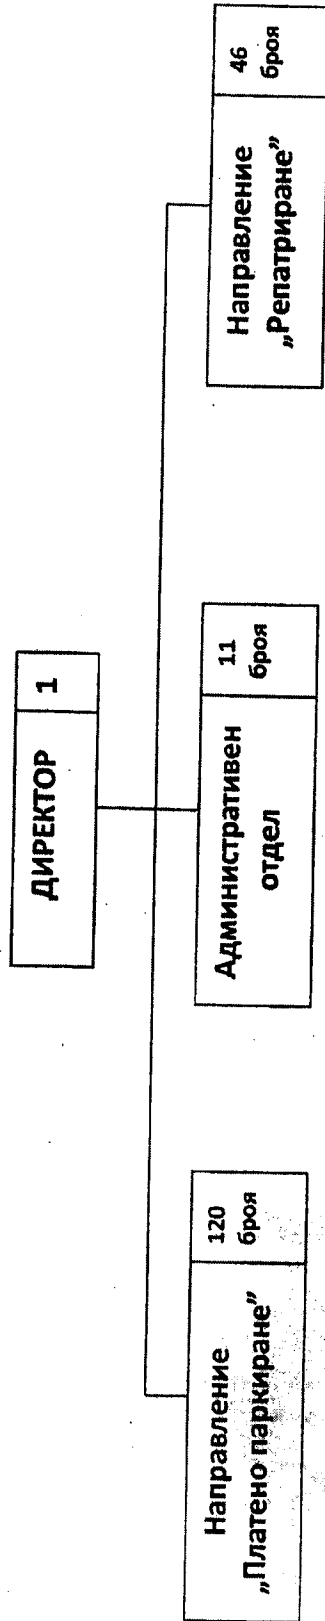 ДИРЕКТОР
1
Направление
„Платено паркиране”
120
броя
Административен
отдел
11
броя
Направление
„Репатриране”
46
броя